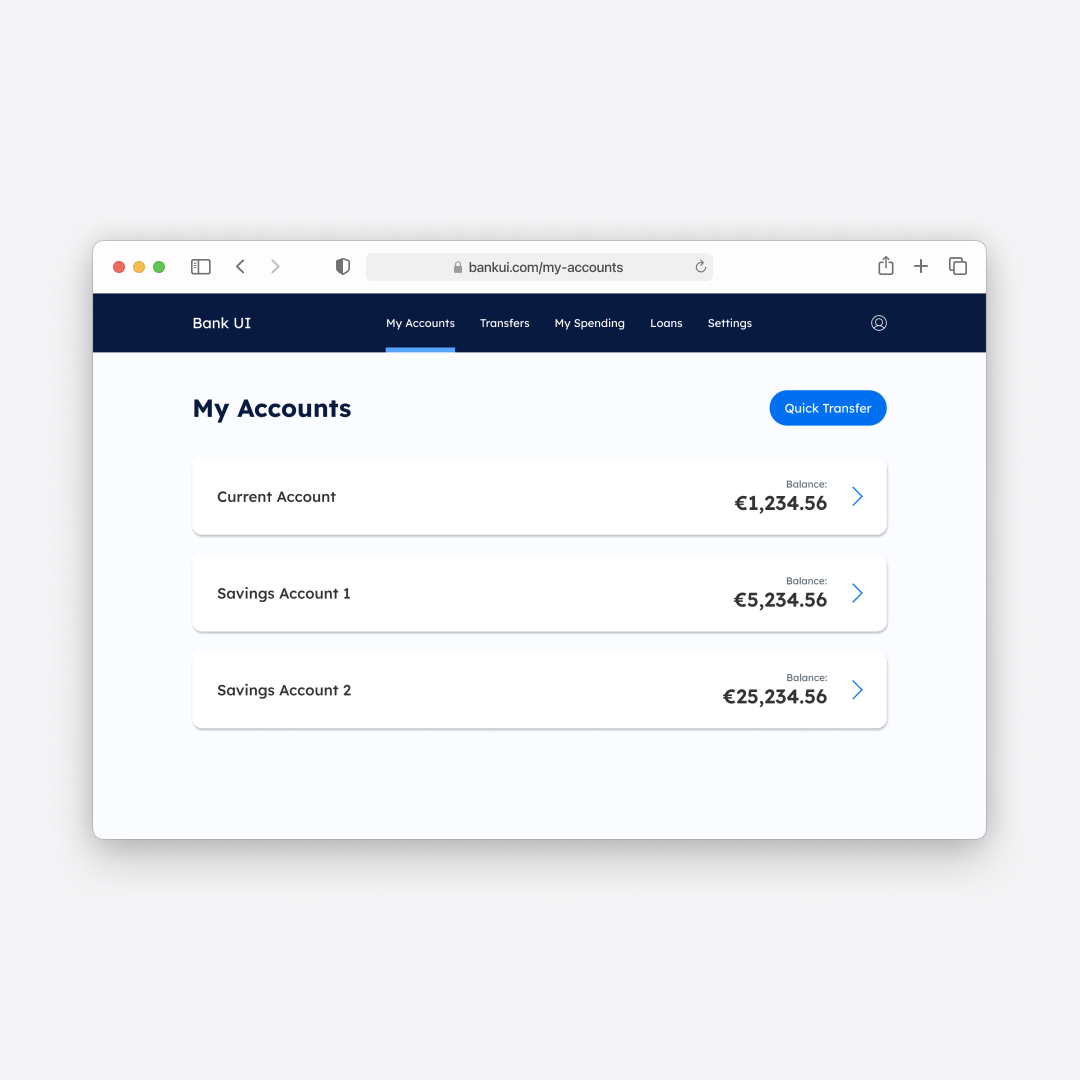 bankui.com/my-accounts
Bank UI
My Accounts
Transfers
My Spending
Loans
Settings
My Accounts
Quick Transfer
Current Account
Balance:
€1,234.56
Savings Account 1
Balance:
€5,234.56
Savings Account 2
Balance:
€25,234.56